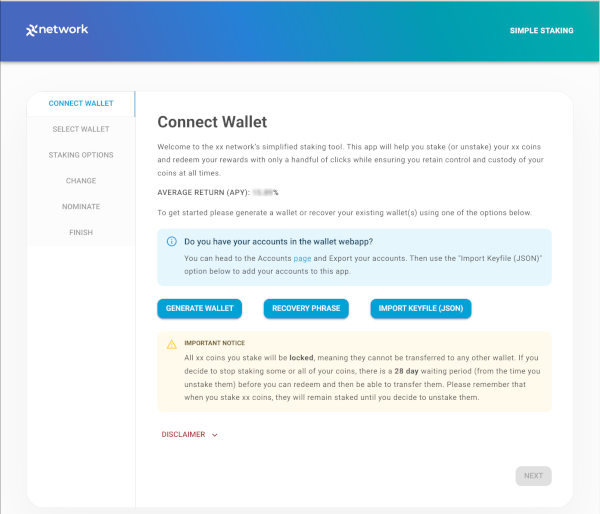 xx network
SIMPLE STAKING
CONNECT WALLET
SELECT WALLET
STAKING OPTIONS
CHANGE
NOMINATE
FINISH
Connect Wallet
Welcome to the xx network's simplified staking tool. This app will help you stake (or unstake) your xx coins
and redeem your rewards with only a handful of clicks while ensuring you retain control and custody of your
coins at all times.
AVERAGE RETURN (APY): %
To get started please generate a wallet or recover your existing wallet(s) using one of the options below.
Do you have your accounts in the wallet webapp?
You can head to the Accounts page and Export your accounts. Then use the "Import Keyfile (JSON)"
option below to add your accounts to this app.
GENERATE WALLET
RECOVERY PHRASE
IMPORT KEYFILE (JSON)
IMPORTANT NOTICE
All xx coins you stake will be locked, meaning they cannot be transferred to any other wallet. If you
decide to stop staking some or all of your coins, there is a 28 day waiting period (from the time you
unstake them) before you can redeem and then be able to transfer them. Please remember that
when you stake xx coins, they will remain staked until you decide to unstake them.
DISCLAIMER
NEXT